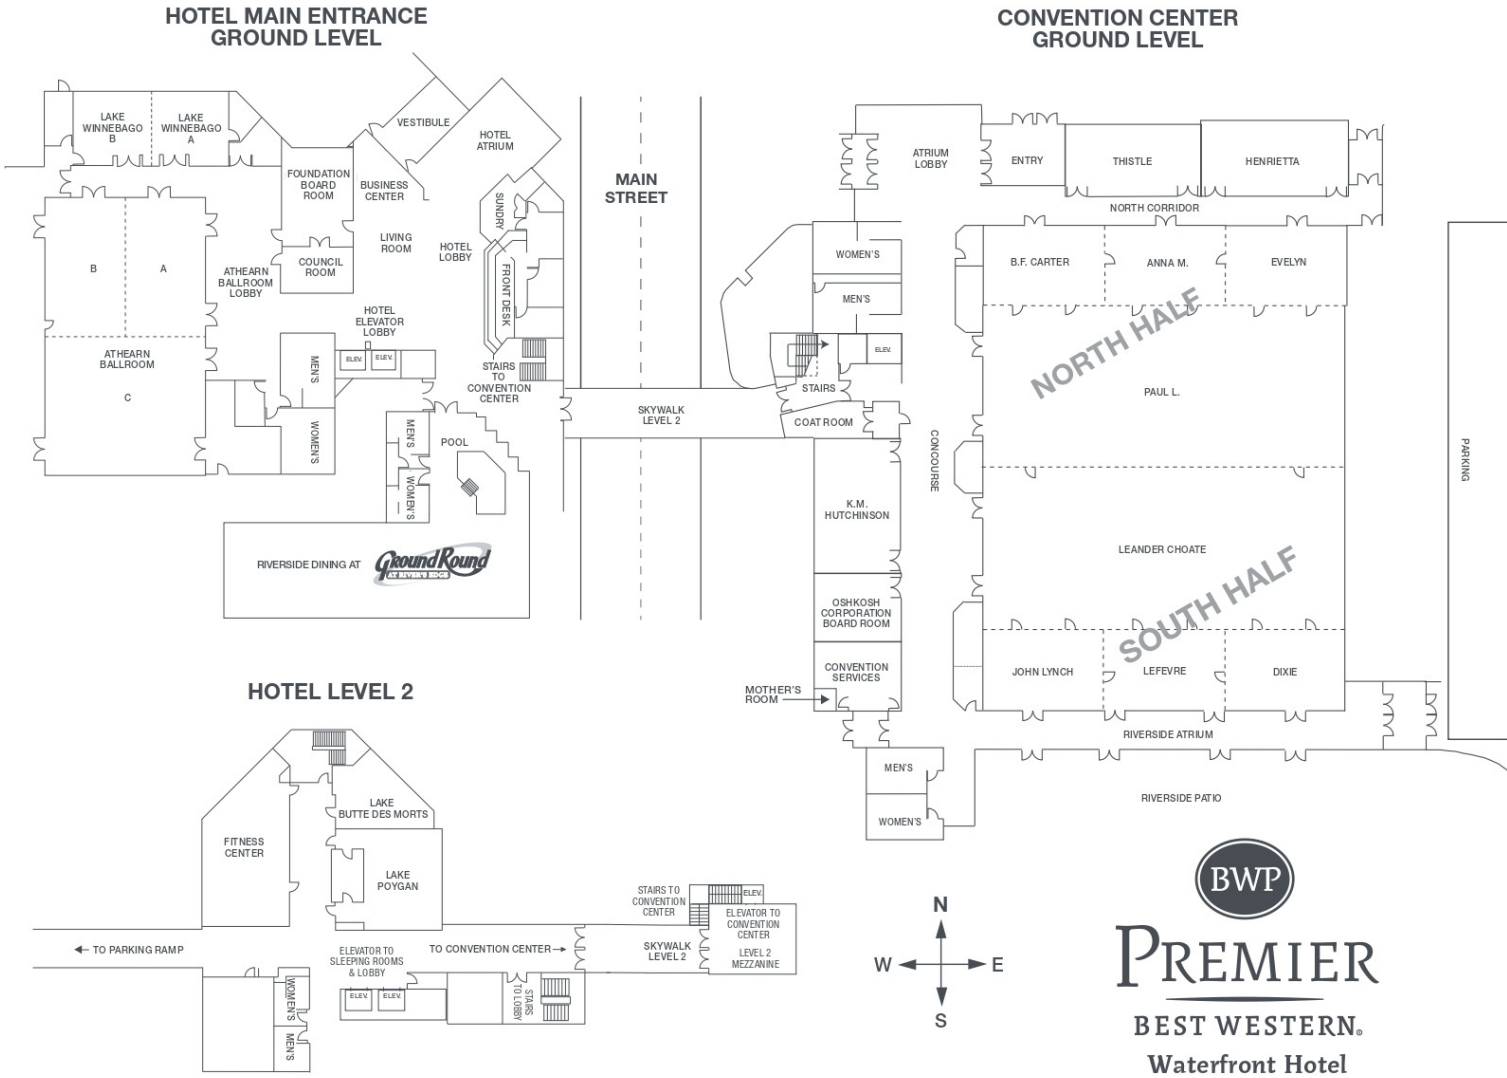 HOTEL MAIN ENTRANCE
GROUND LEVEL
LAKE
WINNEBAGO
B
LAKE
WINNEBAGO
A
VESTIBULE
HOTEL
ATRIUM
FOUNDATION
BOARD
ROOM
BUSINESS
CENTER
SUNDRY
LIVING
ROOM
HOTEL
LOBBY
COUNCIL
ROOM
FRONT DESK
B
A
ATHEARN
BALLROOM
LOBBY
HOTEL
ELEVATOR
LOBBY
ELEV.
ELEV.
ATHEARN
BALLROOM
C
MEN'S
WOMEN'S
STAIRS
TO
CONVENTION
CENTER
MEN'S
WOMEN'S
POOL
RIVERSIDE DINING AT
GroundRound
AT RIVER'S EDGE
MAIN
STREET
SKYWALK
LEVEL 2
CONVENTION CENTER
GROUND LEVEL
ATRIUM
LOBBY
ENTRY
THISTLE
HENRIETTA
NORTH CORRIDOR
WOMEN'S
MEN'S
ELEV.
STAIRS
COAT ROOM
B.F. CARTER
ANNA M.
EVELYN
NORTH HALF
PAUL L.
CONCOURSE
PARKING
K.M.
HUTCHINSON
LEANDER CHOATE
SOUTH HALF
OSHKOSH
CORPORATION
BOARD ROOM
CONVENTION
SERVICES
MOTHER'S
ROOM
JOHN LYNCH
LEFEVRE
DIXIE
RIVERSIDE ATRIUM
MEN'S
WOMEN'S
RIVERSIDE PATIO
HOTEL LEVEL 2
LAKE
BUTTE DES MORTS
FITNESS
CENTER
LAKE
POYGAN
TO PARKING RAMP
ELEVATOR TO
SLEEPING ROOMS
& LOBBY
TO CONVENTION CENTER
STAIRS TO
CONVENTION
CENTER
ELEV.
ELEVATOR TO
CONVENTION
CENTER
LEVEL 2
MEZZANINE
SKYWALK
LEVEL 2
WOMEN'S
MEN'S
ELEV.
ELEV.
STAIRS
TO LOBBY
N
W
E
S
BWP
PREMIER
BEST WESTERN®
Waterfront Hotel